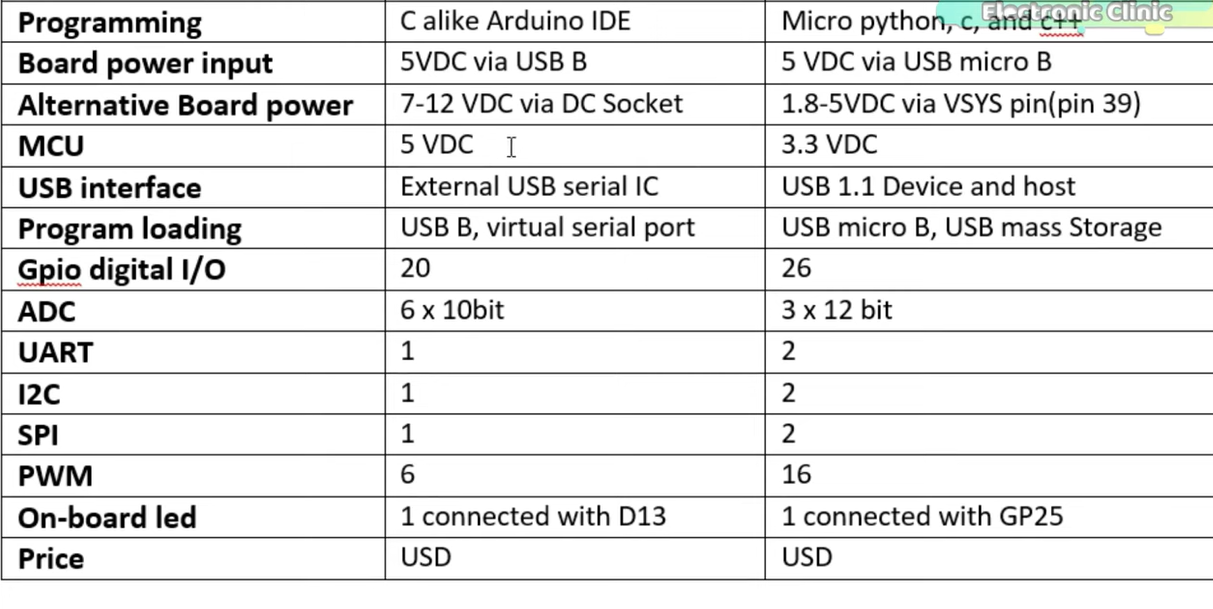 Electronic Clinic
Programming C alike Arduino IDE Micro python, c, and c++
Board power input 5VDC via USB B 5 VDC via USB micro B
Alternative Board power 7-12 VDC via DC Socket 1.8-5VDC via VSYS pin(pin 39)
MCU 5 VDC 3.3 VDC
USB interface External USB serial IC USB 1.1 Device and host
Program loading USB B, virtual serial port USB micro B, USB mass Storage
Gpio digital I/O 20 26
ADC 6 x 10bit 3 x 12 bit
UART 1 2
I2C 1 2
SPI 1 2
PWM 6 16
On-board led 1 connected with D13 1 connected with GP25
Price USD USD